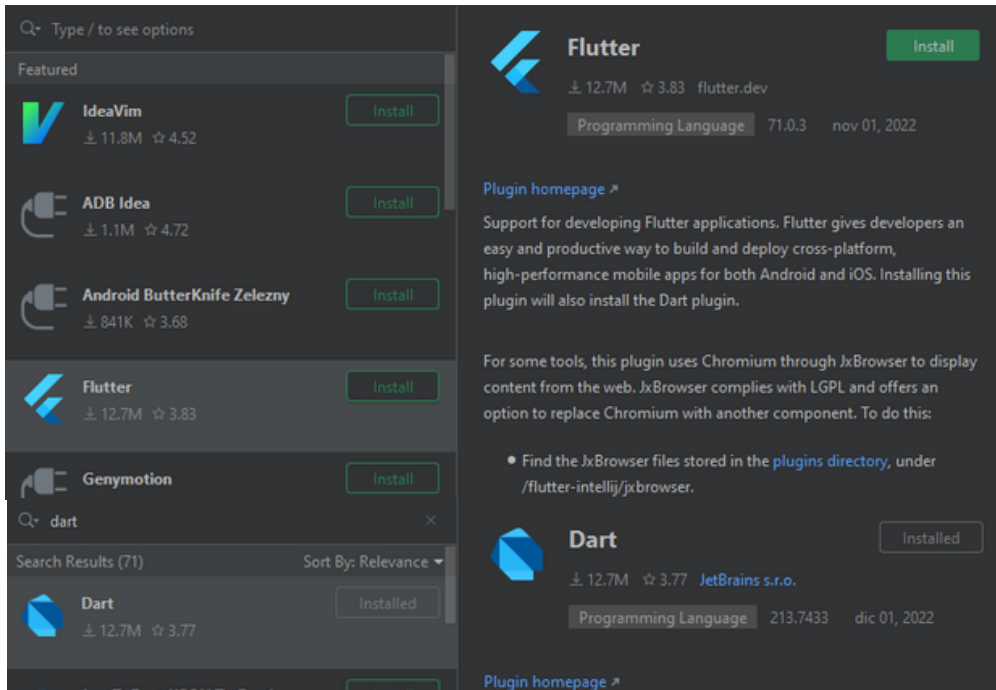 Type / to see options
Featured
IdeaVim
11.8M 4.52
Install
ADB Idea
1.1M 4.72
Install
Android ButterKnife Zelezny
841K 3.68
Install
Flutter
12.7M 3.83
Install
Genymotion
Install
Flutter
Install
12.7M 3.83 flutter.dev
Programming Language 71.0.3 nov 01, 2022
Plugin homepage
Support for developing Flutter applications. Flutter gives developers an
easy and productive way to build and deploy cross-platform,
high-performance mobile apps for both Android and iOS. Installing this
plugin will also install the Dart plugin.
For some tools, this plugin uses Chromium through JxBrowser to display
content from the web. JxBrowser complies with LGPL and offers an
option to replace Chromium with another component. To do this:
Find the JxBrowser files stored in the plugins directory, under
/flutter-intellij/jxbrowser.
dart
Search Results (71) Sort By: Relevance
Dart
12.7M 3.77
Installed
Dart
Installed
12.7M 3.77 JetBrains s.r.o.
Programming Language 213.7433 dic 01, 2022
Plugin homepage